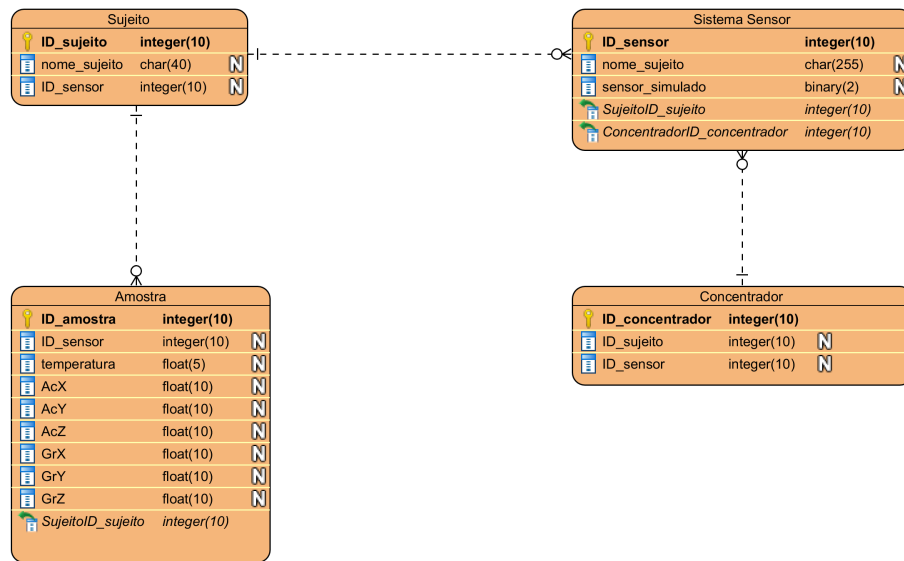 Sujeito
ID_sujeito integer(10)
nome_sujeito char(40) N
ID_sensor integer(10) N
Sistema Sensor
ID_sensor integer(10)
nome_sujeito char(255) N
sensor_simulado binary(2) N
SujeitoID_sujeito integer(10)
ConcentradorID_concentrador integer(10)
Amostra
ID_amostra integer(10)
ID_sensor integer(10) N
temperatura float(5) N
AcX float(10) N
AcY float(10) N
AcZ float(10) N
GrX float(10) N
GrY float(10) N
GrZ float(10) N
SujeitoID_sujeito integer(10)
Concentrador
ID_concentrador integer(10)
ID_sujeito integer(10) N
ID_sensor integer(10) N